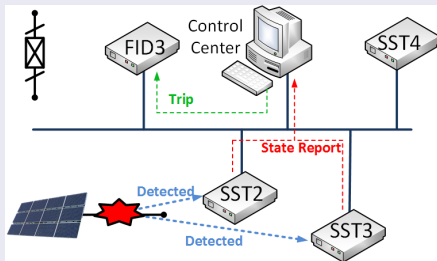 Control
Center
FID3
SST4
Trip
State Report
Detected
SST2
Detected
SST3